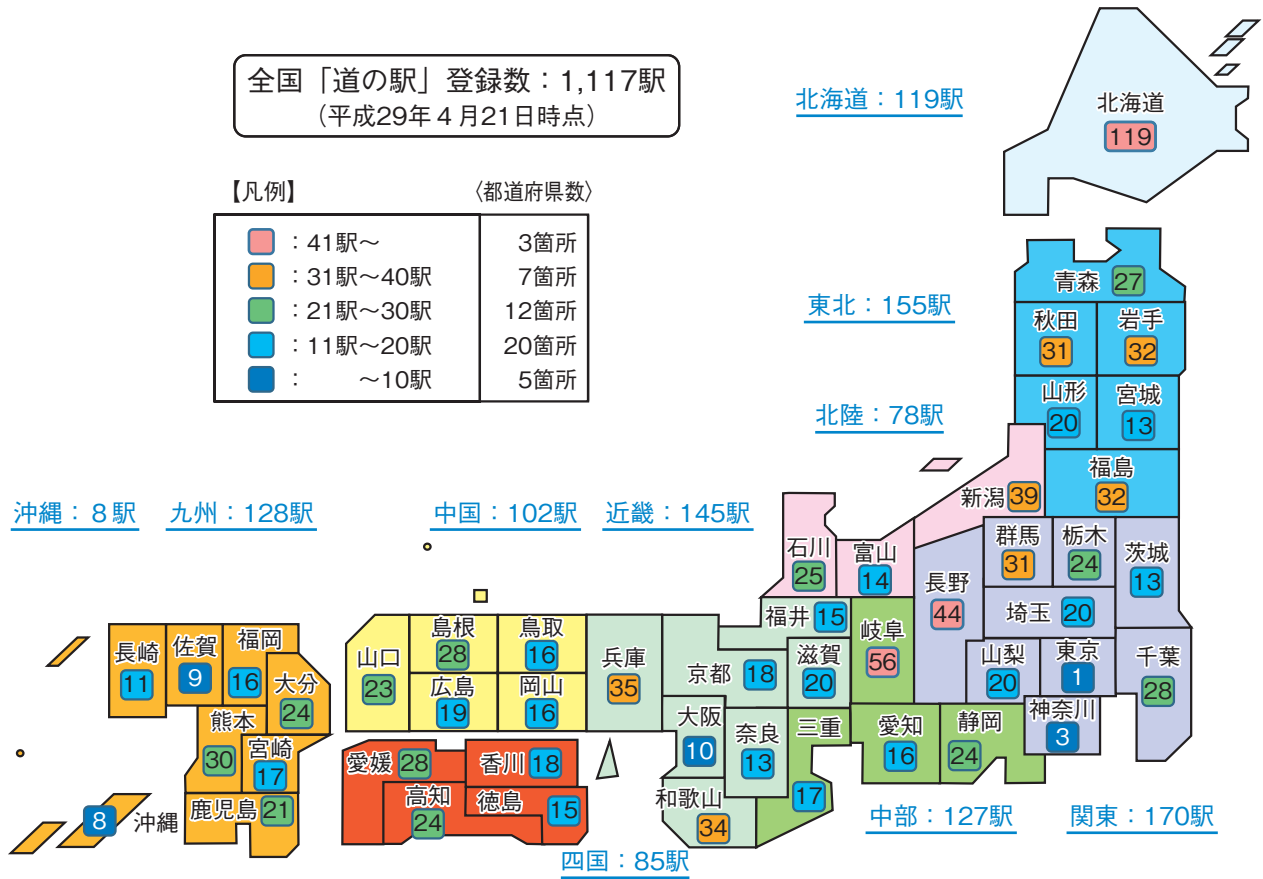 全国「道の駅」登録数：1,117駅
（平成29年４月21日時点）
【凡例】 〈都道府県数〉
：41駅～ 3箇所
：31駅～40駅 7箇所
：21駅～30駅 12箇所
：11駅～20駅 20箇所
： ～10駅 5箇所
北海道：119駅
北海道
119
東北：155駅
青森 27
秋田 31
岩手 32
山形 20
宮城 13
福島 32
北陸：78駅
新潟 39
石川 25
富山 14
関東：170駅
群馬 31
栃木 24
茨城 13
長野 44
埼玉 20
山梨 20
東京 1
千葉 28
神奈川 3
中部：127駅
岐阜 56
愛知 16
静岡 24
三重 17
近畿：145駅
福井 15
滋賀 20
京都 18
兵庫 35
大阪 10
奈良 13
和歌山 34
中国：102駅
島根 28
鳥取 16
山口 23
広島 19
岡山 16
四国：85駅
愛媛 28
香川 18
高知 24
徳島 15
九州：128駅
福岡 16
佐賀 9
長崎 11
大分 24
熊本 30
宮崎 17
鹿児島 21
沖縄：８駅
8 沖縄